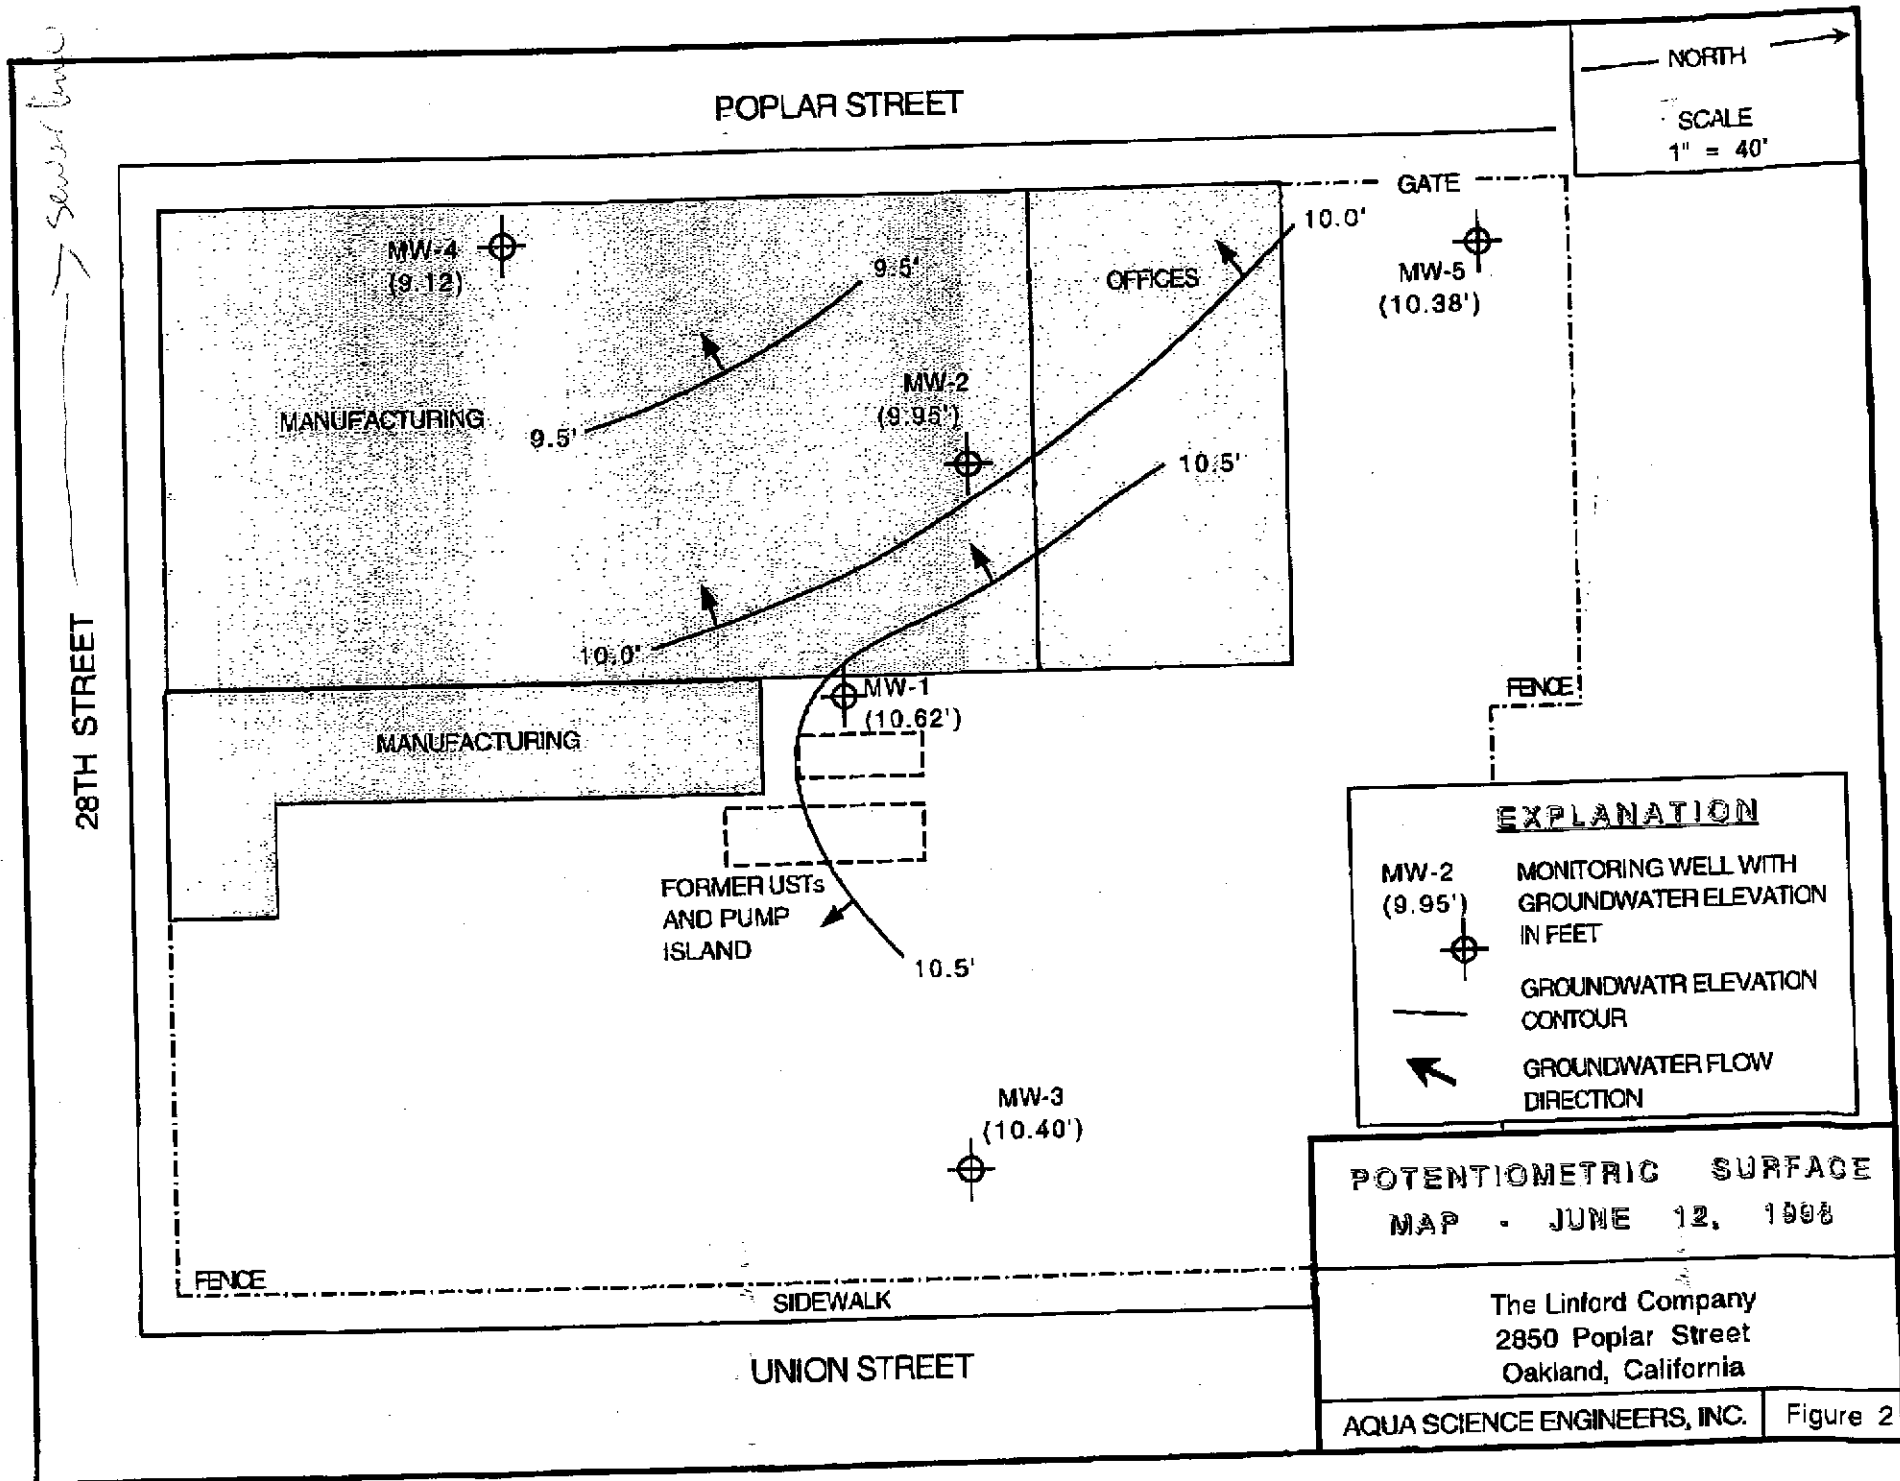 sewer line
POPLAR STREET
NORTH
SCALE
1" = 40'
GATE
MW-4
(9.12)
9.5'
OFFICES
10.0'
MW-5
(10.38')
MANUFACTURING
9.5'
MW-2
(9.95')
10.5'
10.0'
28TH STREET
MW-1
(10.62')
FENCE
MANUFACTURING
FORMER USTs
AND PUMP
ISLAND
10.5'
EXPLANATION
MW-2
(9.95')
MONITORING WELL WITH
GROUNDWATER ELEVATION
IN FEET
GROUNDWATR ELEVATION
CONTOUR
GROUNDWATER FLOW
DIRECTION
MW-3
(10.40')
POTENTIOMETRIC SURFACE
MAP - JUNE 12,
FENCE
SIDEWALK
UNION STREET
The Linford Company
2850 Poplar Street
Oakland, California
AQUA SCIENCE ENGINEERS, INC.
Figure 2